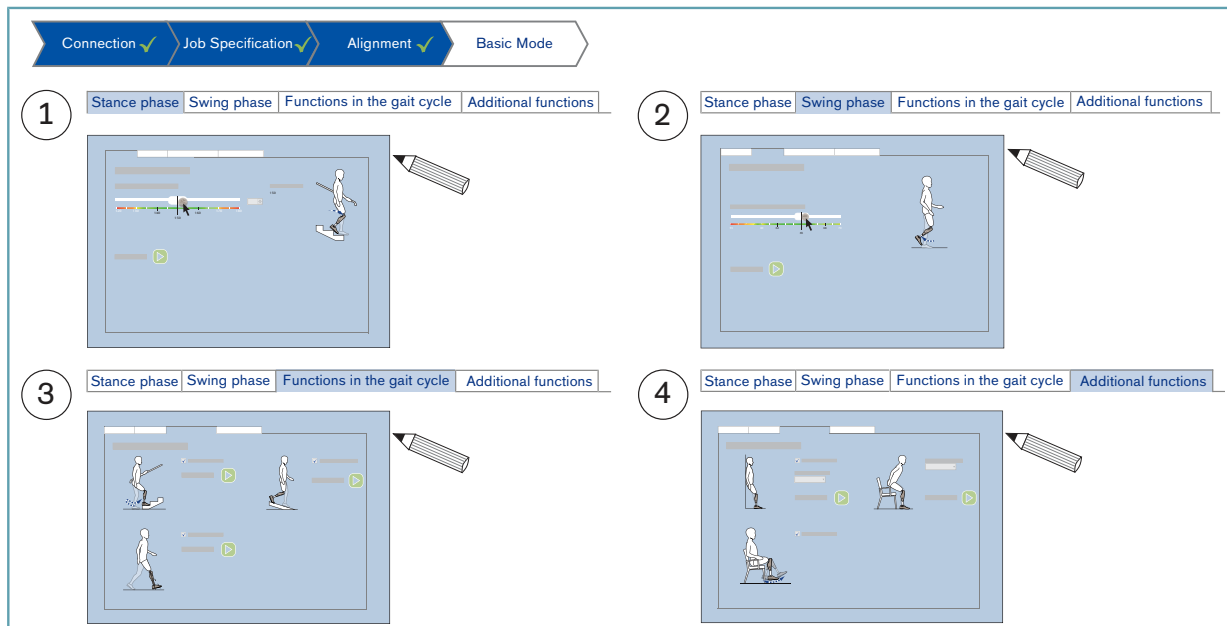 Connection Job Specification Alignment Basic Mode
1
Stance phase Swing phase Functions in the gait cycle Additional functions
2
Stance phase Swing phase Functions in the gait cycle Additional functions
3
Stance phase Swing phase Functions in the gait cycle Additional functions
4
Stance phase Swing phase Functions in the gait cycle Additional functions